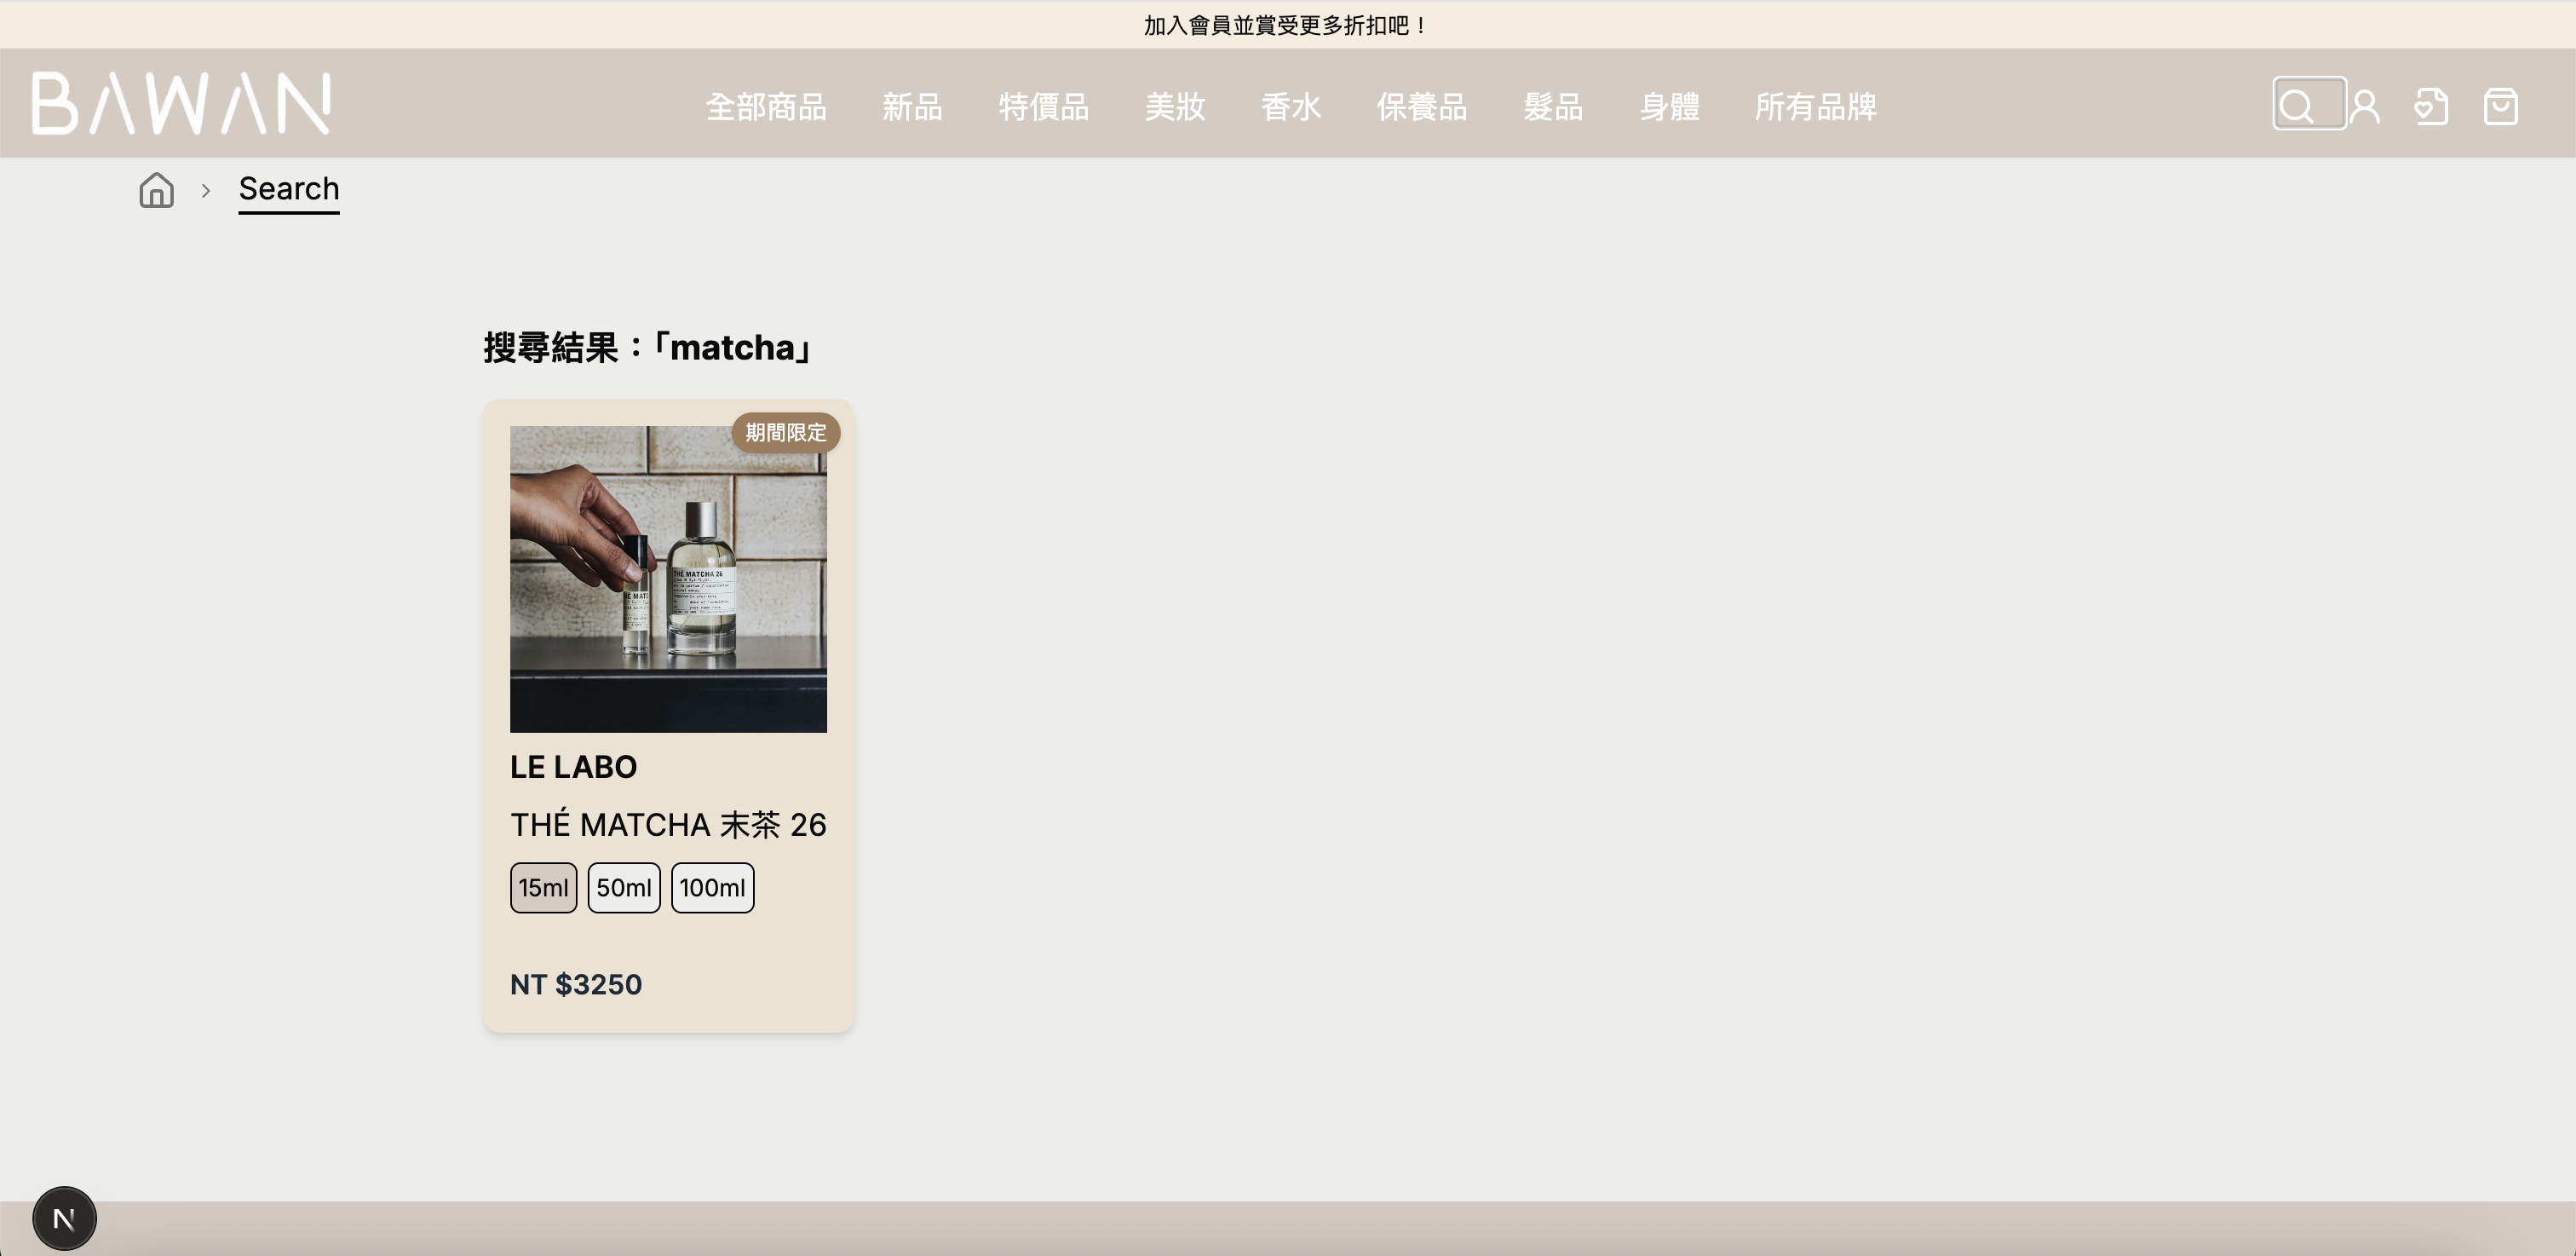 加入會員並賞受更多折扣吧！
BAWAN
全部商品 新品 特價品 美妝 香水 保養品 髮品 身體 所有品牌
Search
搜尋結果：「matcha」
期間限定
THÉ MATCHA 26
LE LABO
THÉ MATCHA 末茶 26
15ml 50ml 100ml
NT $3250
N